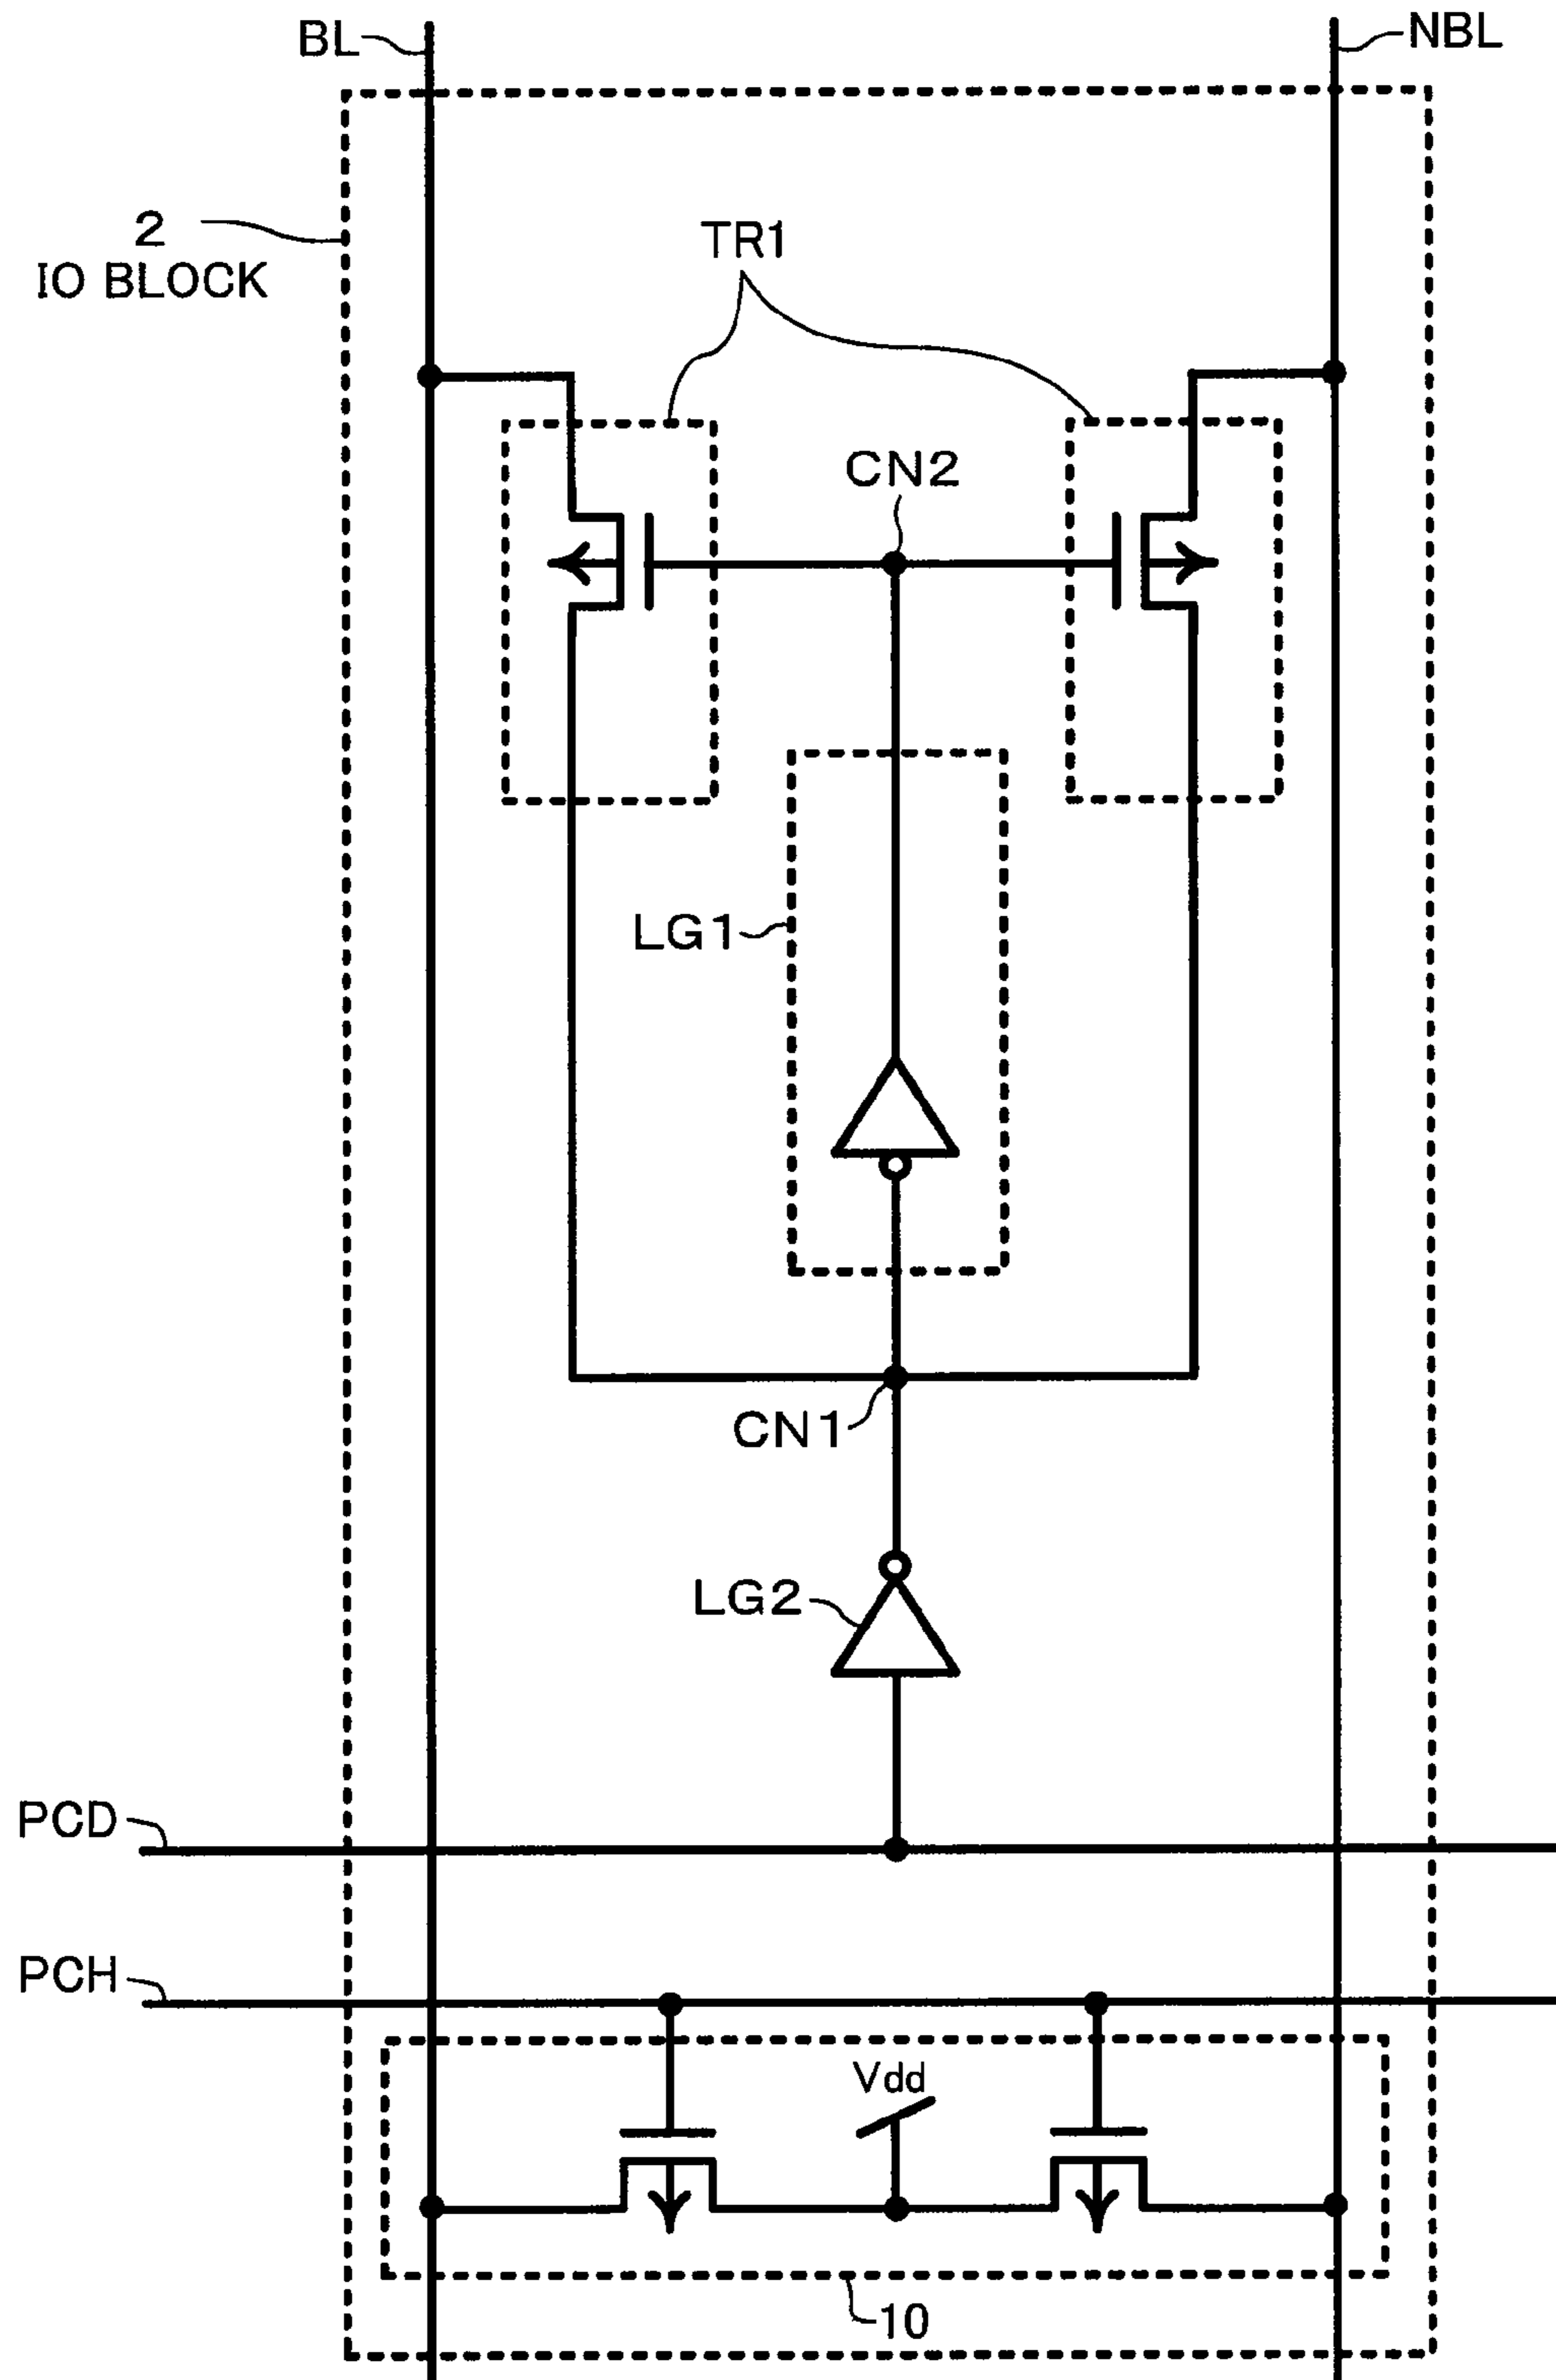 BL
NBL
2
IO BLOCK
TR1
CN2
LG1
CN1
LG2
PCD
PCH
Vdd
10